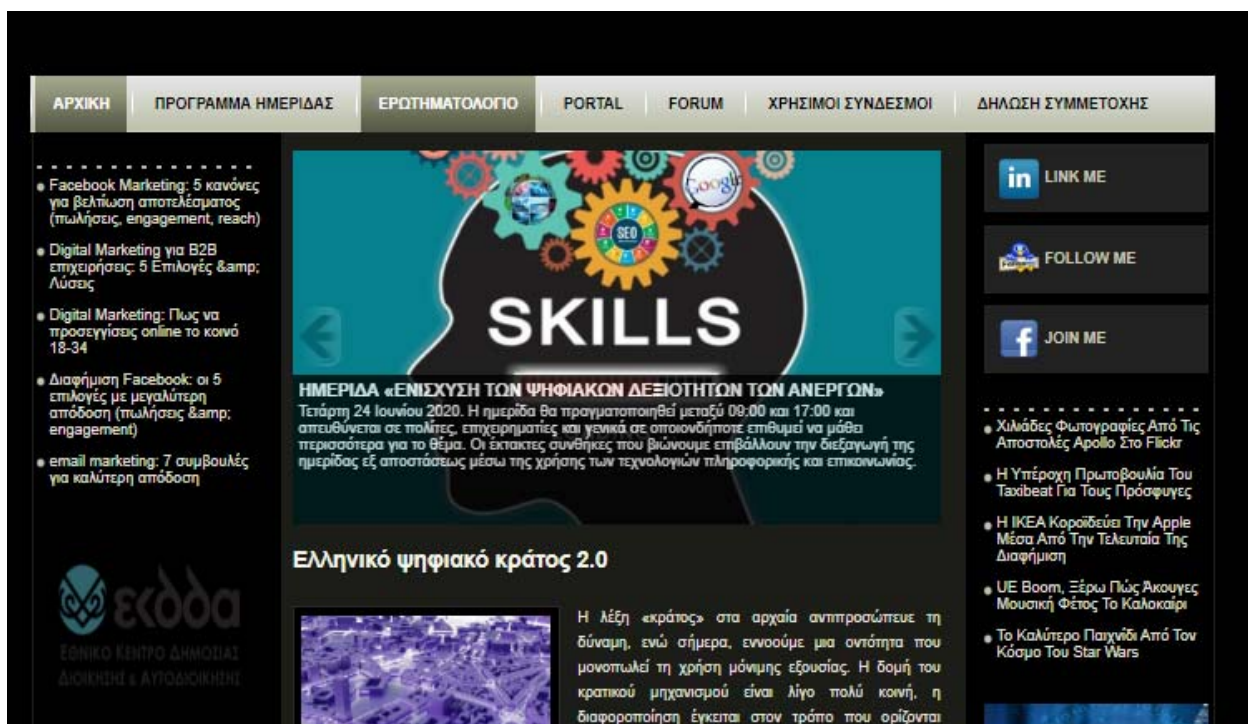 ΑΡΧΙΚΗ
ΠΡΟΓΡΑΜΜΑ ΗΜΕΡΙΔΑΣ
ΕΡΩΤΗΜΑΤΟΛΟΓΙΟ
PORTAL
FORUM
ΧΡΗΣΙΜΟΙ ΣΥΝΔΕΣΜΟΙ
ΔΗΛΩΣΗ ΣΥΜΜΕΤΟΧΗΣ
Facebook Marketing: 5 κανόνες
για βελτίωση αποτελέσματος
(πωλήσεις, engagement, reach)
Digital Marketing για B2B
επιχειρήσεις: 5 Επιλογές &amp;
Λύσεις
Digital Marketing: Πως να
προσεγγίσεις online το κοινό
18-34
Διαφήμιση Facebook: οι 5
επιλογές με μεγαλύτερη
απόδοση (πωλήσεις &amp;
engagement)
email marketing: 7 συμβουλές
για καλύτερη απόδοση
εκδδα
ΕΘΝΙΚΟ ΚΕΝΤΡΟ ΔΗΜΟΣΙΑΣ
ΔΙΟΙΚΗΣΗΣ & ΑΥΤΟΔΙΟΙΚΗΣΗΣ
Google
SEO
SKILLS
ΗΜΕΡΙΔΑ «ΕΝΙΣΧΥΣΗ ΤΩΝ ΨΗΦΙΑΚΩΝ ΔΕΞΙΟΤΗΤΩΝ ΤΩΝ ΑΝΕΡΓΩΝ»
Τετάρτη 24 Ιουνίου 2020. Η ημερίδα θα πραγματοποιηθεί μεταξύ 09:00 και 17:00 και
απευθύνεται σε πολίτες, επιχειρηματίες και γενικά σε οποιονδήποτε επιθυμεί να μάθει
περισσότερα για το θέμα. Οι έκτακτες συνθήκες που βιώνουμε επιβάλλουν την διεξαγωγή της
ημερίδας εξ αποστάσεως μέσω της χρήσης των τεχνολογιών πληροφορικής και επικοινωνίας.
Ελληνικό ψηφιακό κράτος 2.0
Η λέξη «κράτος» στα αρχαία αντιπροσώπευε τη
δύναμη, ενώ σήμερα, εννοούμε μια οντότητα που
μονοπωλεί τη χρήση μόνιμης εξουσίας. Η δομή του
κρατικού μηχανισμού είναι λίγο πολύ κοινή, η
διαφοροποίηση έγκειται στον τρόπο που ορίζονται
in LINK ME
FOLLOW ME
f JOIN ME
Χιλιάδες Φωτογραφίες Από Τις
Αποστολές Apollo Στο Flickr
Η Υπέροχη Πρωτοβουλία Του
Taxibeat Για Τους Πρόσφυγες
Η IKEA Κοροϊδεύει Την Apple
Μέσα Από Την Τελευταία Της
Διαφήμιση
UE Boom, Ξέρω Πώς Άκουγες
Μουσική Φέτος Το Καλοκαίρι
Το Καλύτερο Παιχνίδι Από Τον
Κόσμο Του Star Wars